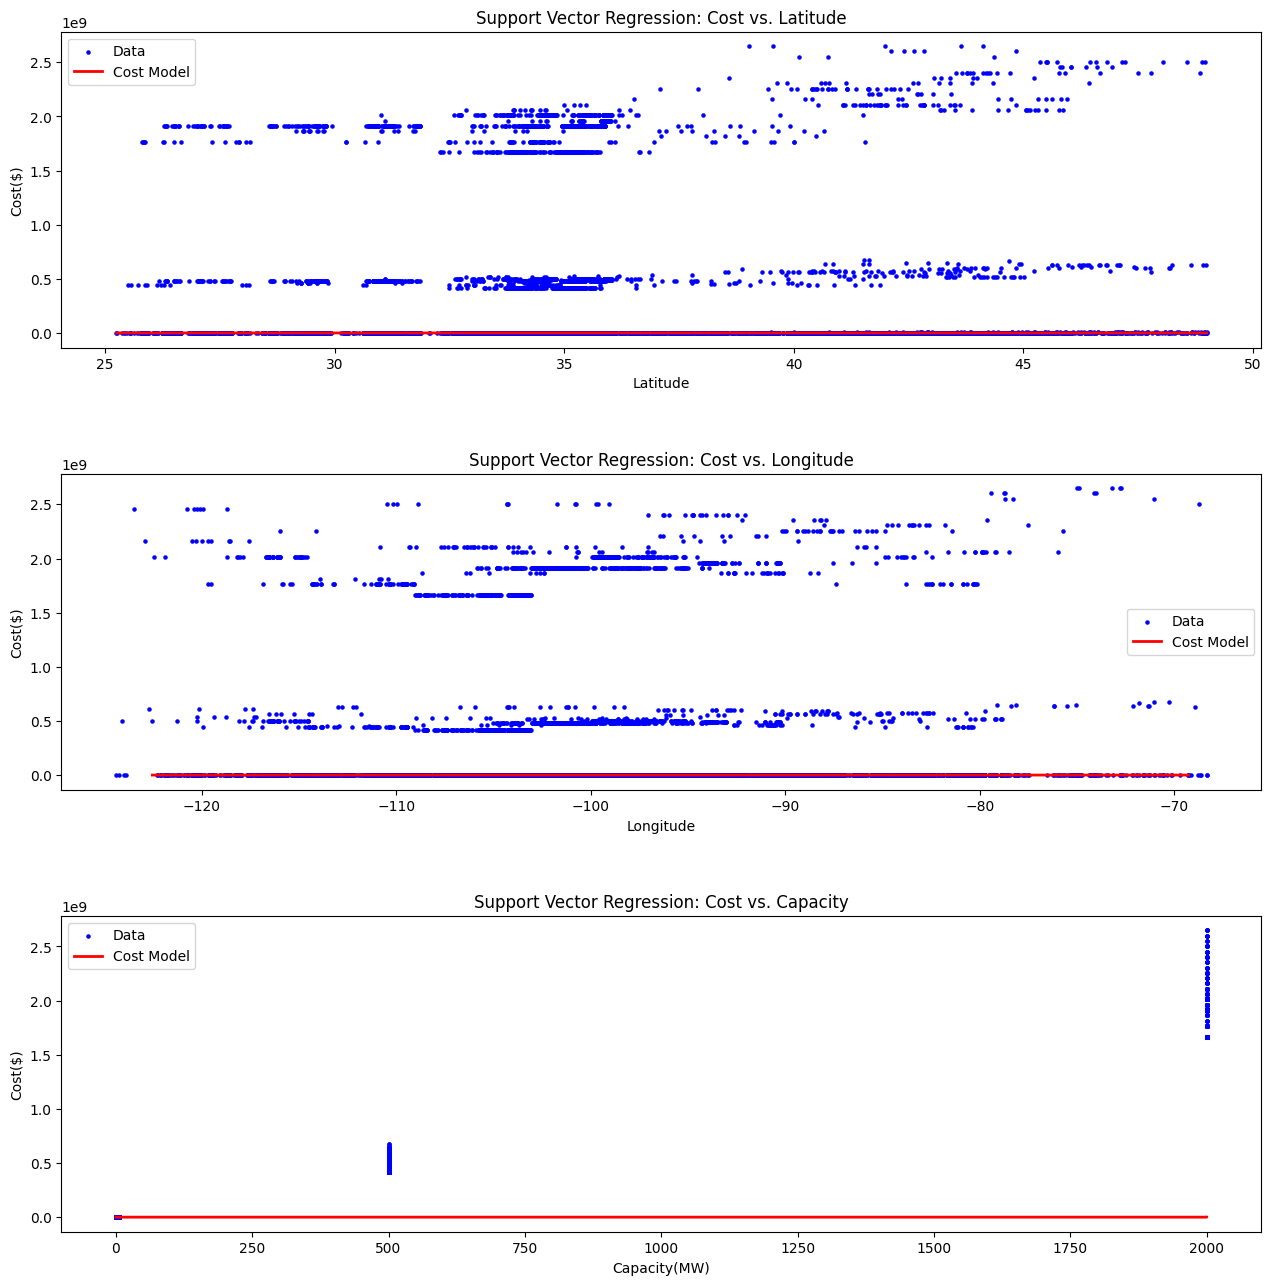 Support Vector Regression: Cost vs. Latitude
1e9
Data
Cost Model
2.5
2.0
1.5
1.0
0.5
0.0
Cost($)
25 30 35 40 45 50
Latitude
Support Vector Regression: Cost vs. Longitude
1e9
2.5
2.0
1.5
1.0
0.5
0.0
Cost($)
Data
Cost Model
−120 −110 −100 −90 −80 −70
Longitude
Support Vector Regression: Cost vs. Capacity
1e9
Data
Cost Model
2.5
2.0
1.5
1.0
0.5
0.0
Cost($)
0 250 500 750 1000 1250 1500 1750 2000
Capacity(MW)